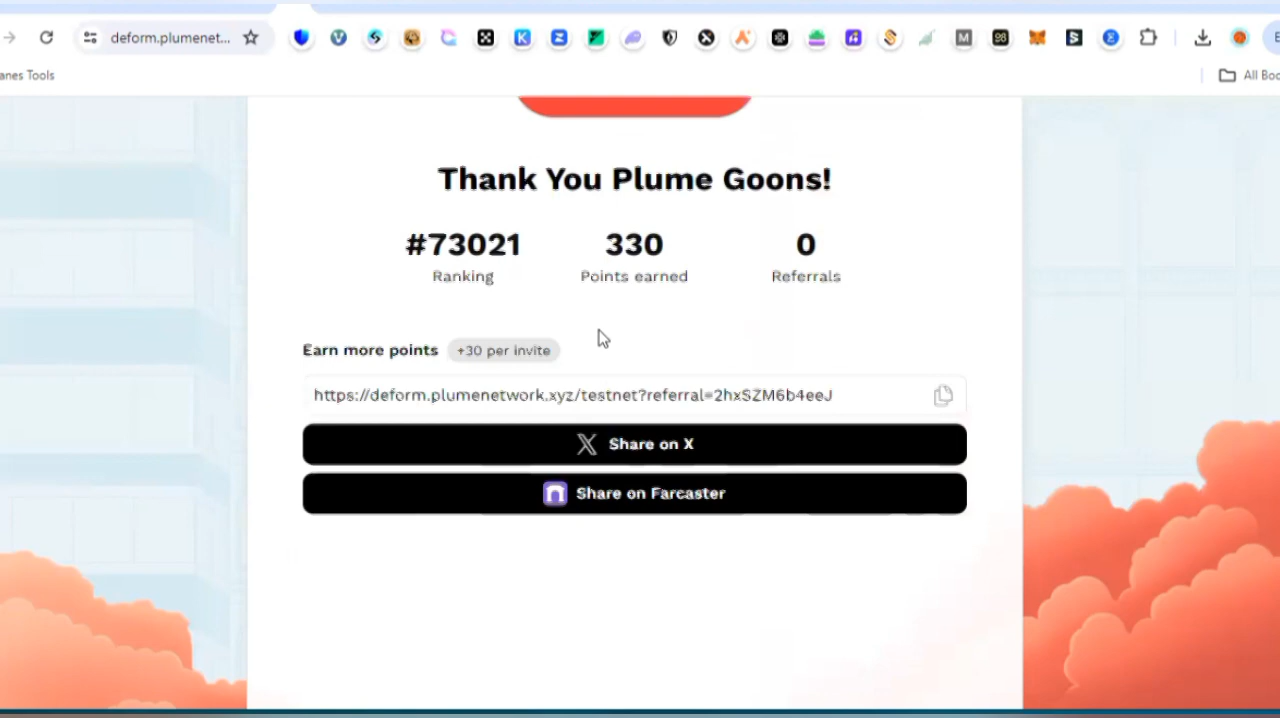 deform.plumenet...
anes Tools
All Boo
Thank You Plume Goons!
#73021 330 0
Ranking Points earned Referrals
Earn more points +30 per invite
https://deform.plumenetwork.xyz/testnet?referral=2hxSZM6b4eeJ
Share on X
Share on Farcaster